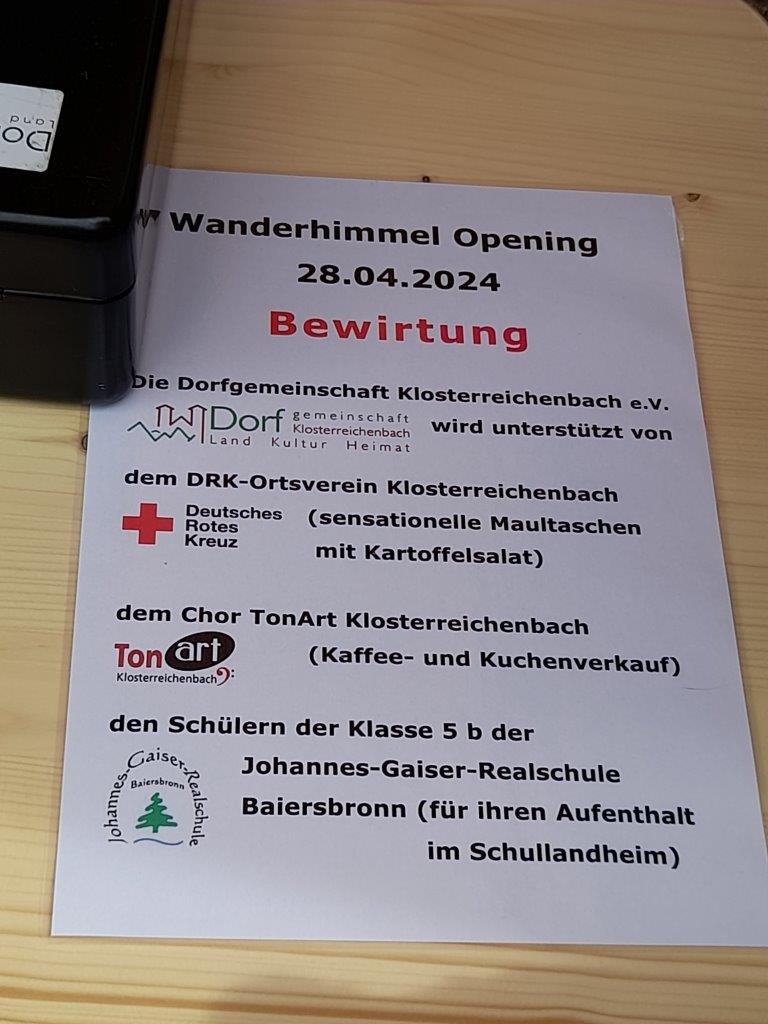 Land
Wanderhimmel Opening
28.04.2024
Bewirtung
Die Dorfgemeinschaft Klosterreichenbach e.V.
Dorf gemeinschaft
Klosterreichenbach
Land Kultur Heimat
wird unterstützt von
dem DRK-Ortsverein Klosterreichenbach
Deutsches
Rotes
Kreuz
(sensationelle Maultaschen
mit Kartoffelsalat)
dem Chor TonArt Klosterreichenbach
Ton art
Klosterreichenbach
(Kaffee- und Kuchenverkauf)
den Schülern der Klasse 5 b der
Johannes-Gaiser-Realschule
Baiersbronn
Johannes-Gaiser-Realschule
Baiersbronn (für ihren Aufenthalt
im Schullandheim)